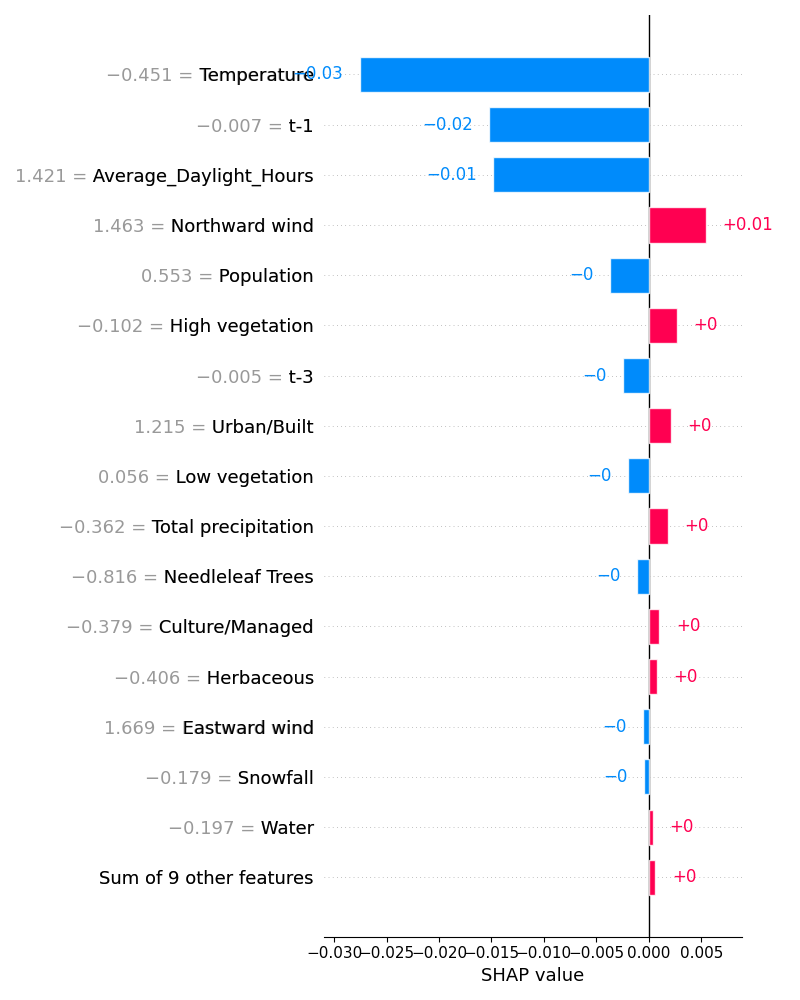 −0.451 = Temperature −0.03
−0.007 = t-1 −0.02
1.421 = Average_Daylight_Hours −0.01
1.463 = Northward wind +0.01
0.553 = Population −0
−0.102 = High vegetation +0
−0.005 = t-3 −0
1.215 = Urban/Built +0
0.056 = Low vegetation −0
−0.362 = Total precipitation +0
−0.816 = Needleleaf Trees −0
−0.379 = Culture/Managed +0
−0.406 = Herbaceous +0
1.669 = Eastward wind −0
−0.179 = Snowfall −0
−0.197 = Water +0
Sum of 9 other features +0
−0.030 −0.025 −0.020 −0.015 −0.010 −0.005 0.000 0.005
SHAP value